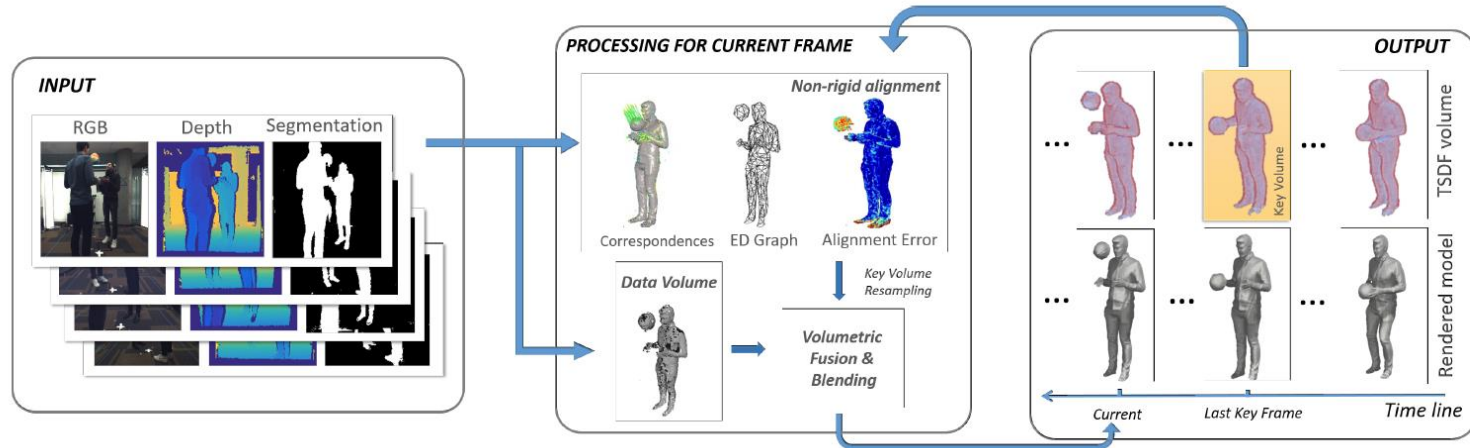 INPUT
RGB
Depth
Segmentation
PROCESSING FOR CURRENT FRAME
Non-rigid alignment
Correspondences
ED Graph
Alignment Error
Key Volume
Resampling
Data Volume
Volumetric
Fusion &
Blending
OUTPUT
...
...
...
Key Volume
TSDF volume
...
...
...
Rendered model
Current
Last Key Frame
Time line